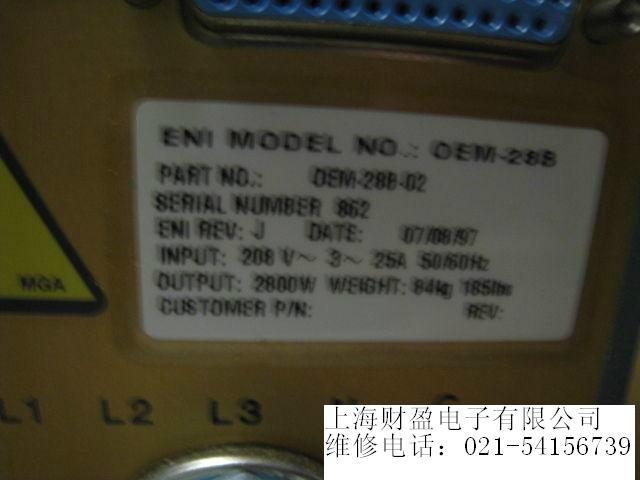 ENI MODEL NO.: OEM-28B
PART NO.: OEM-28B-02
SERIAL NUMBER 862
ENI REV: J DATE: 07/08/97
INPUT: 208 V~ 3~ 25A 50/60Hz
OUTPUT: 2800W WEIGHT: 84kg 185lbs
CUSTOMER P/N: REV:
MGA
L1 L2 L3 N G
上海财盈电子有限公司
维修电话：021-54156739